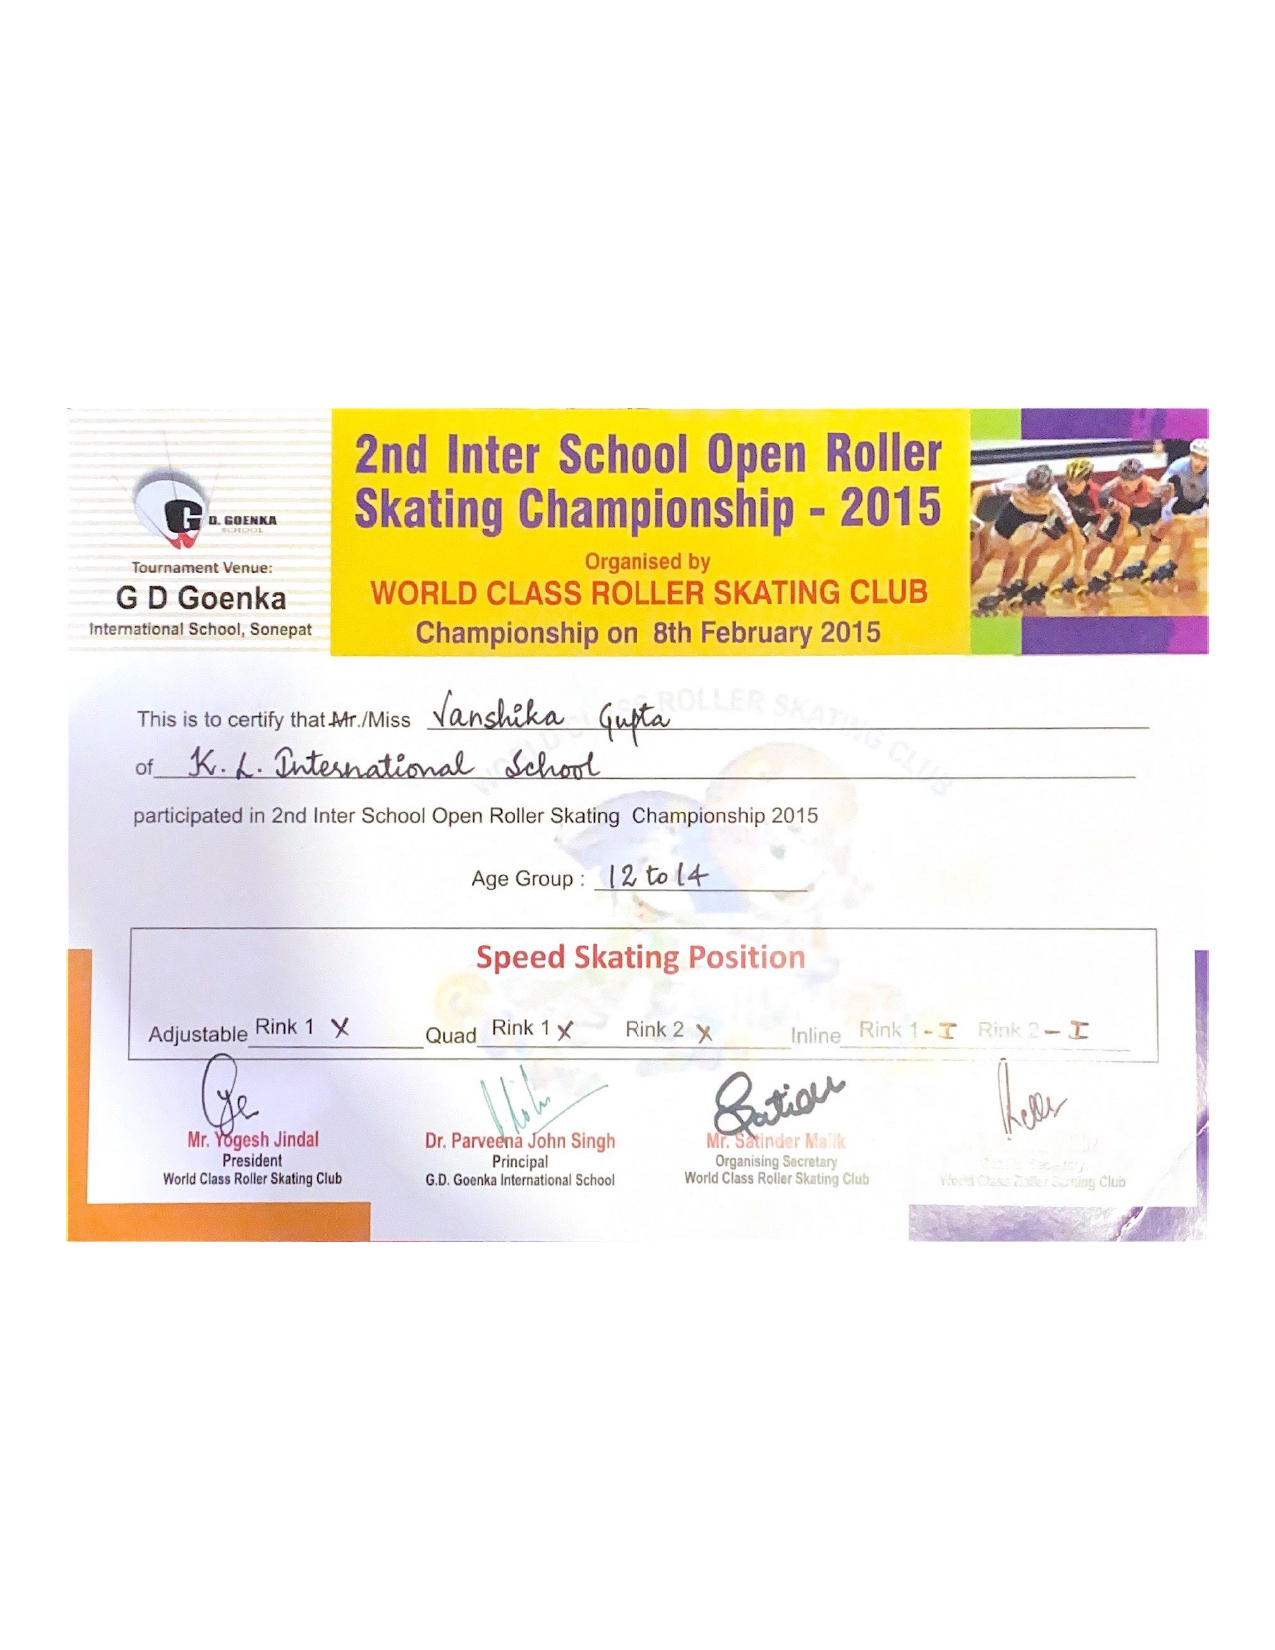 G D. GOENKA
SCHOOL
Tournament Venue:
G D Goenka
International School, Sonepat
2nd Inter School Open Roller
Skating Championship - 2015
Organised by
WORLD CLASS ROLLER SKATING CLUB
Championship on 8th February 2015
WORLD CLASS ROLLER SKATING CLUB
This is to certify that Mr./Miss Vanshika Gupta
of K. L. International School
participated in 2nd Inter School Open Roller Skating Championship 2015
Age Group : 12 to 14
Speed Skating Position
Adjustable Rink 1 X Quad Rink 1 X Rink 2 X Inline Rink 1 - I Rink 2 - I
Mr. Yogesh Jindal
President
World Class Roller Skating Club
Dr. Parveena John Singh
Principal
G.D. Goenka International School
Mr. Satinder Malik
Organising Secretary
World Class Roller Skating Club
Secretary
World Class Roller Skating Club